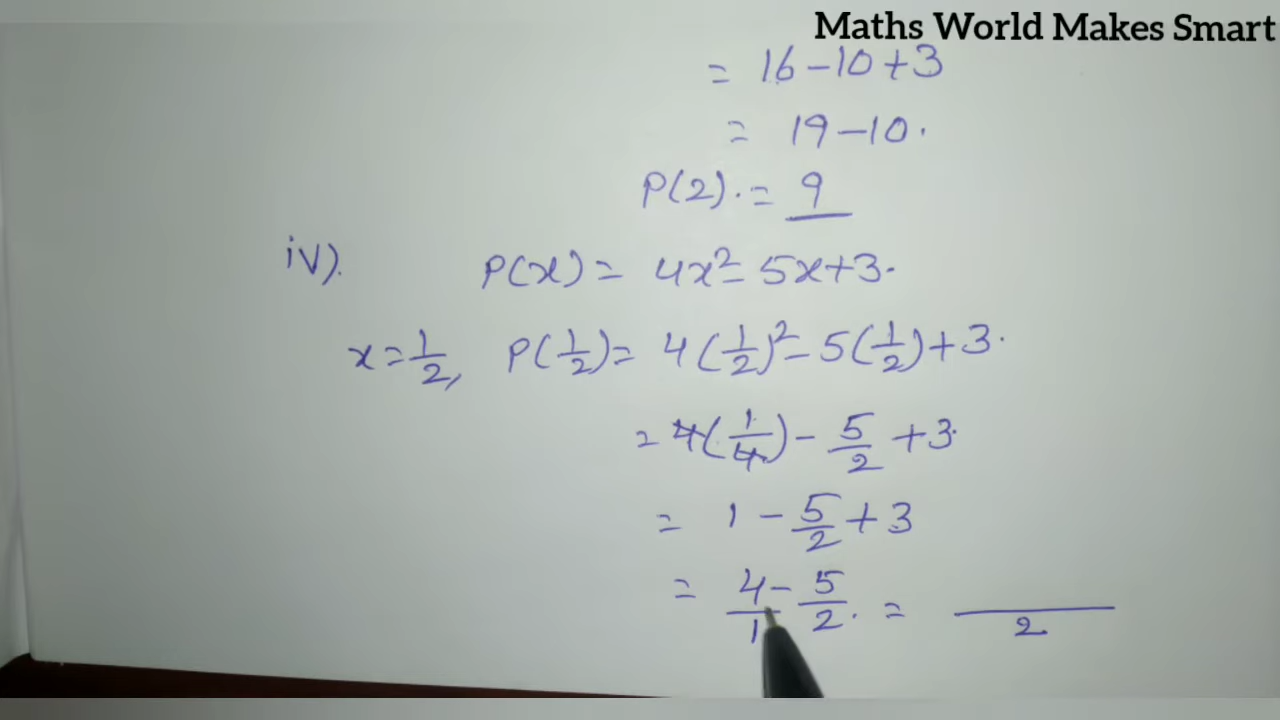 Maths World Makes Smart
= 16 - 10 + 3
= 19 - 10.
P(2). = 9
iv). P(x) = 4x² - 5x + 3.
x = 1/2, P(1/2) = 4(1/2)² - 5(1/2) + 3.
= 4(1/4) - 5/2 + 3.
= 1 - 5/2 + 3
= 4/1 - 5/2. = /2